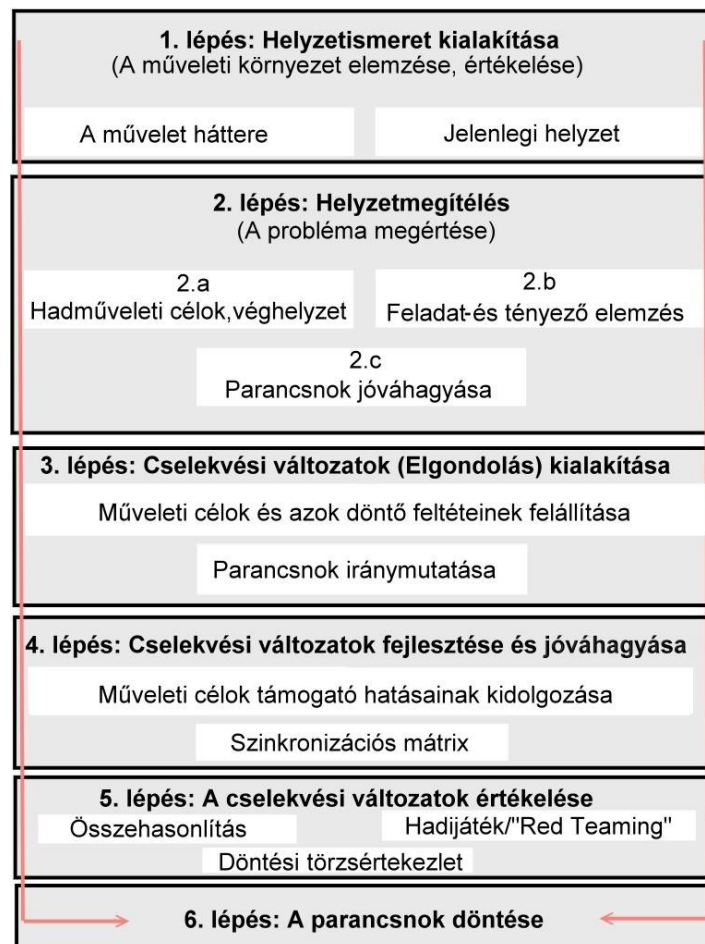 1. lépés: Helyzetismeret kialakítása
(A műveleti környezet elemzése, értékelése)
A művelet háttere
Jelenlegi helyzet
2. lépés: Helyzetmegítélés
(A probléma megértése)
2.a
Hadműveleti célok,véghelyzet
2.b
Feladat-és tényező elemzés
2.c
Parancsnok jóváhagyása
3. lépés: Cselekvési változatok (Elgondolás) kialakítása
Műveleti célok és azok döntő feltéteinek felállítása
Parancsnok iránymutatása
4. lépés: Cselekvési változatok fejlesztése és jóváhagyása
Műveleti célok támogató hatásainak kidolgozása
Szinkronizációs mátrix
5. lépés: A cselekvési változatok értékelése
Összehasonlítás
Hadijáték/"Red Teaming"
Döntési törzsértekezlet
6. lépés: A parancsnok döntése